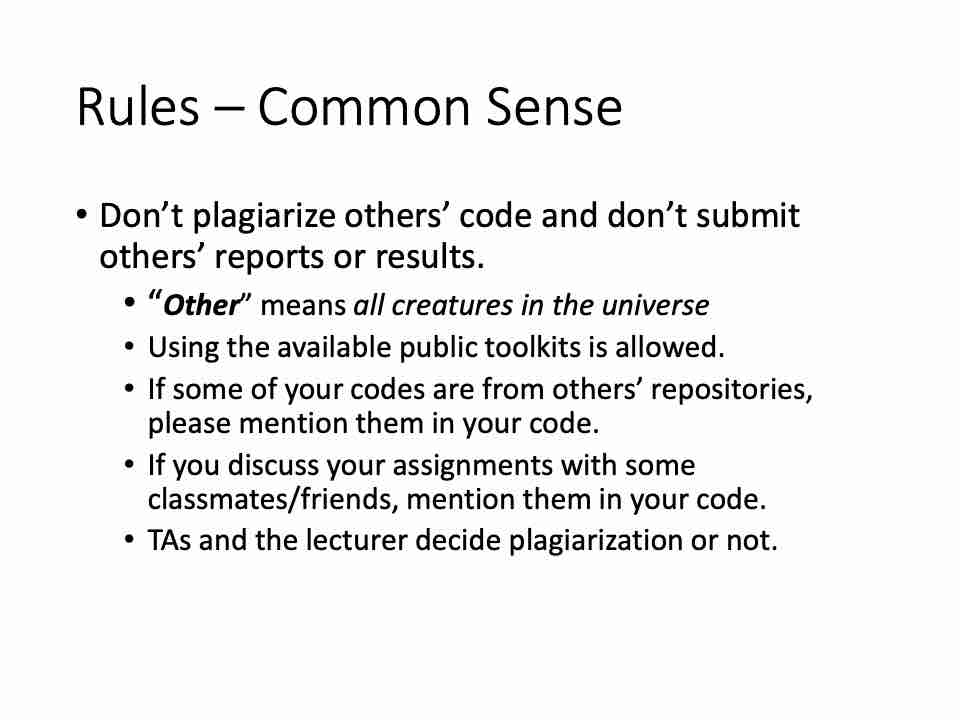 Rules – Common Sense
• Don’t plagiarize others’ code and don’t submit
others’ reports or results.
• “Other” means all creatures in the universe
• Using the available public toolkits is allowed.
• If some of your codes are from others’ repositories,
please mention them in your code.
• If you discuss your assignments with some
classmates/friends, mention them in your code.
• TAs and the lecturer decide plagiarization or not.